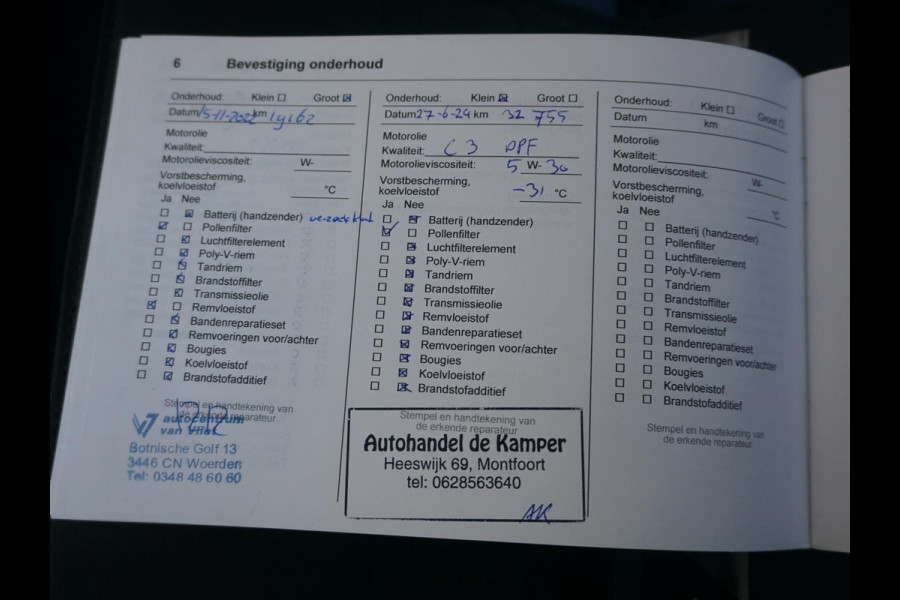 6 Bevestiging onderhoud
Onderhoud: Klein ☐ Groot ☒
Datum 15-11-2022 km
Motorolie
Kwaliteit:
Motorolieviscositeit: W-
Vorstbescherming,
koelvloeistof °C
Ja Nee
☐ ☒ Batterij (handzender)
☒ ☐ Pollenfilter
☐ ☒ Luchtfilterelement
☐ ☒ Poly-V-riem
☐ ☒ Tandriem
☐ ☒ Brandstoffilter
☐ ☒ Transmissieolie
☒ ☐ Remvloeistof
☐ ☒ Bandenreparatieset
☐ ☒ Remvoeringen voor/achter
☐ ☒ Bougies
☐ ☒ Koelvloeistof
☐ ☒ Brandstofadditief
Stempel en handtekening van
de erkende reparateur
autocentrum
van Vliet
Botnische Golf 13
3446 CN Woerden
Tel: 0348 48 60 60
Onderhoud: Klein ☒ Groot ☐
Datum 27-6-24 km 32 755
Motorolie
Kwaliteit: C3 DPF
Motorolieviscositeit: 5 W- 30
Vorstbescherming,
koelvloeistof -31 °C
Ja Nee
☐ ☒ Batterij (handzender)
☒ ☐ Pollenfilter
☐ ☒ Luchtfilterelement
☐ ☒ Poly-V-riem
☐ ☒ Tandriem
☐ ☒ Brandstoffilter
☐ ☒ Transmissieolie
☐ ☒ Remvloeistof
☐ ☒ Bandenreparatieset
☐ ☒ Remvoeringen voor/achter
☐ ☒ Bougies
☐ ☒ Koelvloeistof
☐ ☒ Brandstofadditief
Stempel en handtekening van
de erkende reparateur
Autohandel de Kamper
Heeswijk 69, Montfoort
tel: 0628563640
Onderhoud: Klein ☐ Groot ☐
Datum km
Motorolie
Kwaliteit:
Motorolieviscositeit: W-
Vorstbescherming,
koelvloeistof °C
Ja Nee
☐ ☐ Batterij (handzender)
☐ ☐ Pollenfilter
☐ ☐ Luchtfilterelement
☐ ☐ Poly-V-riem
☐ ☐ Tandriem
☐ ☐ Brandstoffilter
☐ ☐ Transmissieolie
☐ ☐ Remvloeistof
☐ ☐ Bandenreparatieset
☐ ☐ Remvoeringen voor/achter
☐ ☐ Bougies
☐ ☐ Koelvloeistof
☐ ☐ Brandstofadditief
Stempel en handtekening van
de erkende reparateur